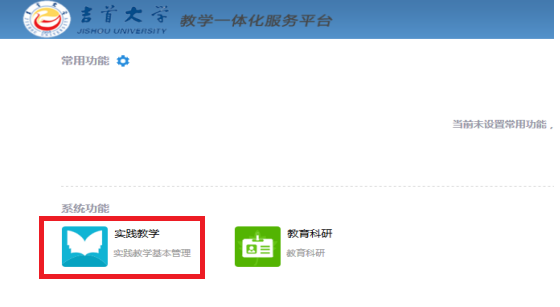 吉首大学 教学一体化服务平台
JISHOU UNIVERSITY
常用功能
当前未设置常用功能，
系统功能
实践教学 教育科研
实践教学基本管理 教育科研